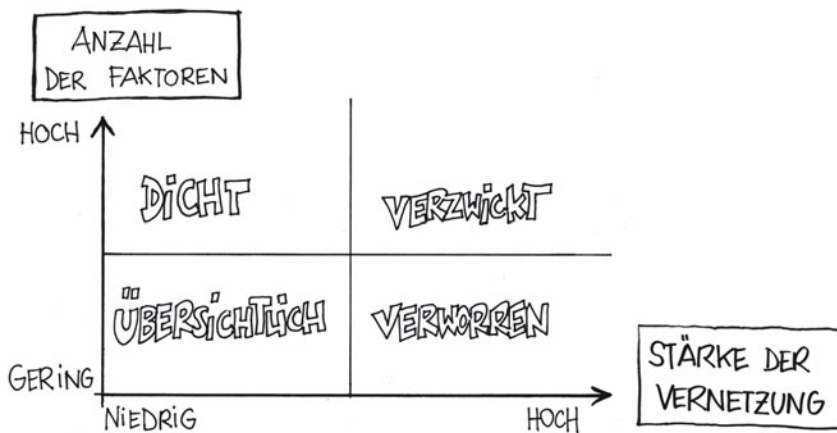 ANZAHL
DER FAKTOREN
HOCH
DICHT
VERZWICKT
ÜBERSICHTLICH
VERWORREN
GERING
NIEDRIG
HOCH
STÄRKE DER
VERNETZUNG